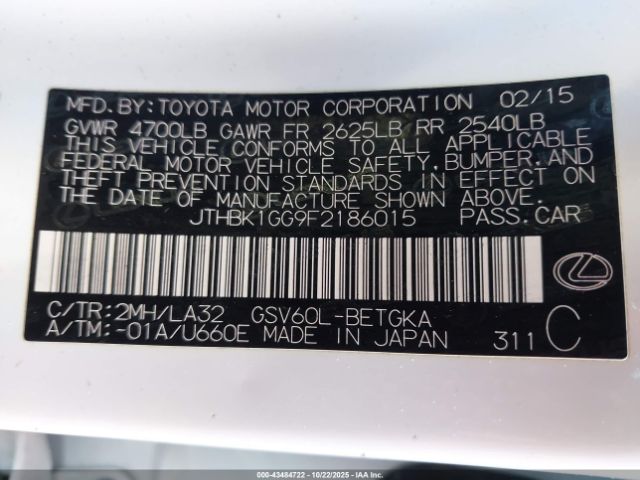 MFD.BY:TOYOTA MOTOR CORPORATION 02/15
GVWR 4700LB GAWR FR 2625LB RR 2540LB
THIS VEHICLE CONFORMS TO ALL APPLICABLE
FEDERAL MOTOR VEHICLE SAFETY,BUMPER,AND
THEFT PREVENTION STANDARDS IN EFFECT ON
THE DATE OF MANUFACTURE SHOWN ABOVE.
JTHBK1GG9F2186015 PASS.CAR
C/TR:2MH/LA32 GSV60L-BETGKA
A/TM:-01A/U660E MADE IN JAPAN 311 C
000-43484722 | 10/22/2025 | IAA Inc.